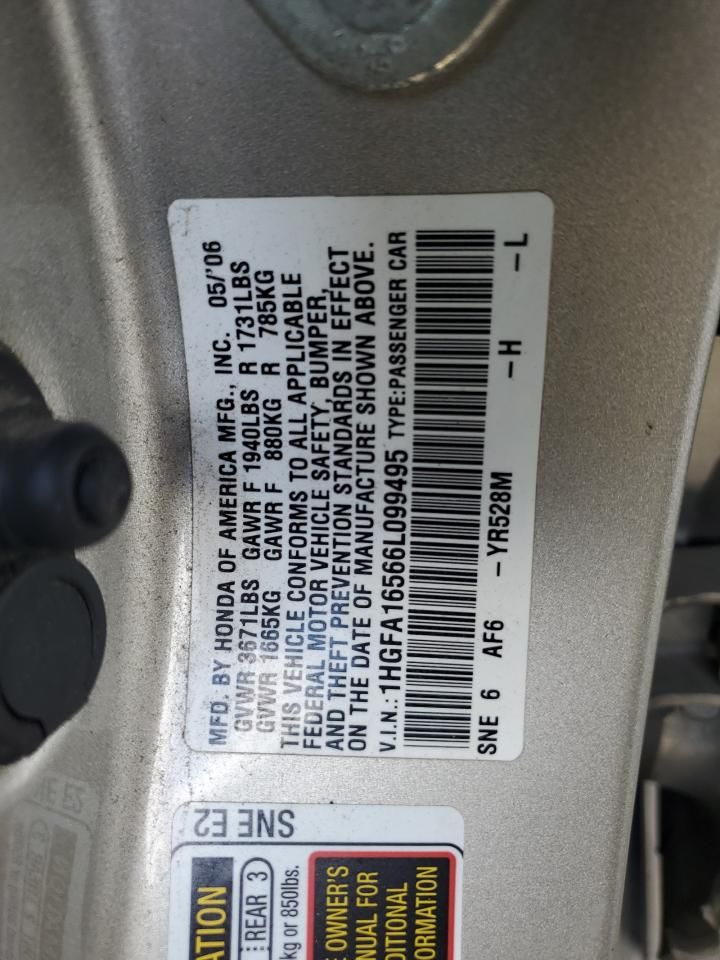 MFD. BY HONDA OF AMERICA MFG., INC. 05/'06
GVWR 3671LBS GAWR F 1940LBS R 1731LBS
GVWR 1665KG GAWR F 880KG R 785KG
THIS VEHICLE CONFORMS TO ALL APPLICABLE
FEDERAL MOTOR VEHICLE SAFETY, BUMPER,
AND THEFT PREVENTION STANDARDS IN EFFECT
ON THE DATE OF MANUFACTURE SHOWN ABOVE.
V.I.N.: 1HGFA16566L099495 TYPE:PASSENGER CAR
SNE 6 AF6 -YR528M -H -L
SNE E2
ATION
REAR 3
kg or 850lbs.
OWNER'S
NUAL FOR
DITIONAL
ORMATION